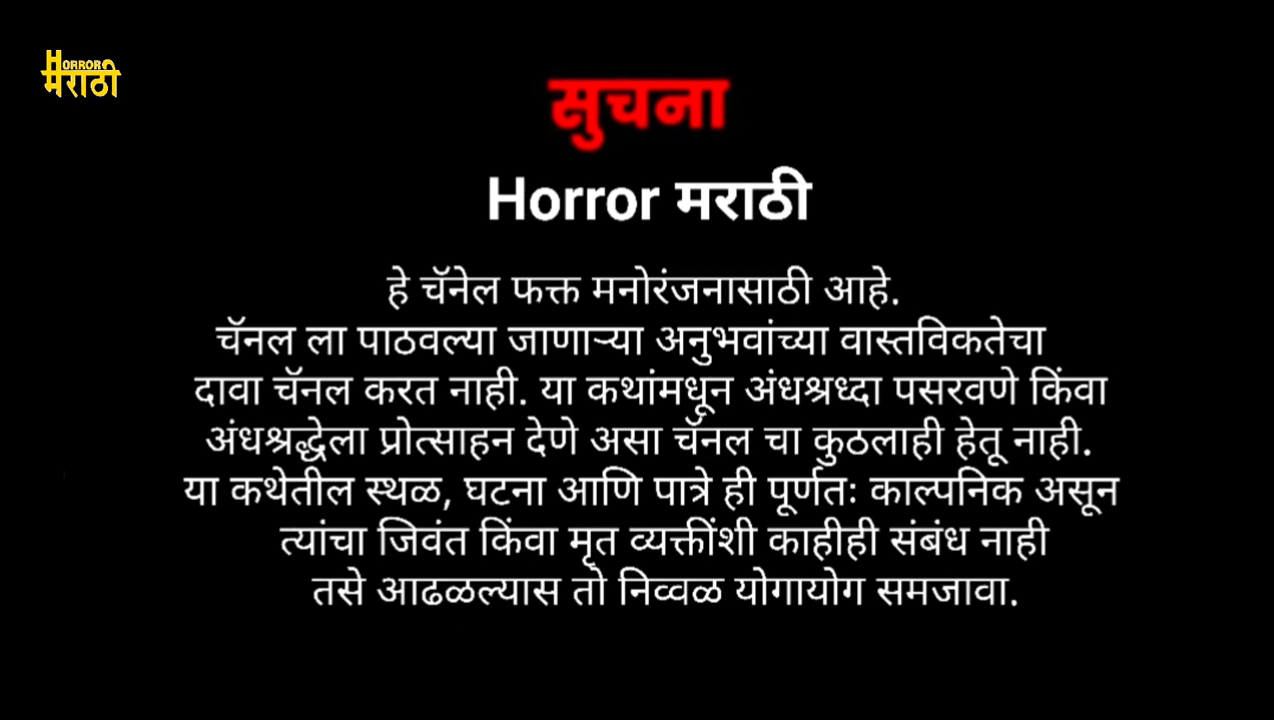 HORROR
मराठी
सुचना
Horror मराठी
हे चॅनेल फक्त मनोरंजनासाठी आहे.
चॅनल ला पाठवल्या जाणाऱ्या अनुभवांच्या वास्तविकतेचा
दावा चॅनल करत नाही. या कथांमधून अंधश्रध्दा पसरवणे किंवा
अंधश्रद्धेला प्रोत्साहन देणे असा चॅनल चा कुठलाही हेतू नाही.
या कथेतील स्थळ, घटना आणि पात्रे ही पूर्णतः काल्पनिक असून
त्यांचा जिवंत किंवा मृत व्यक्तींशी काहीही संबंध नाही
तसे आढळल्यास तो निव्वळ योगायोग समजावा.